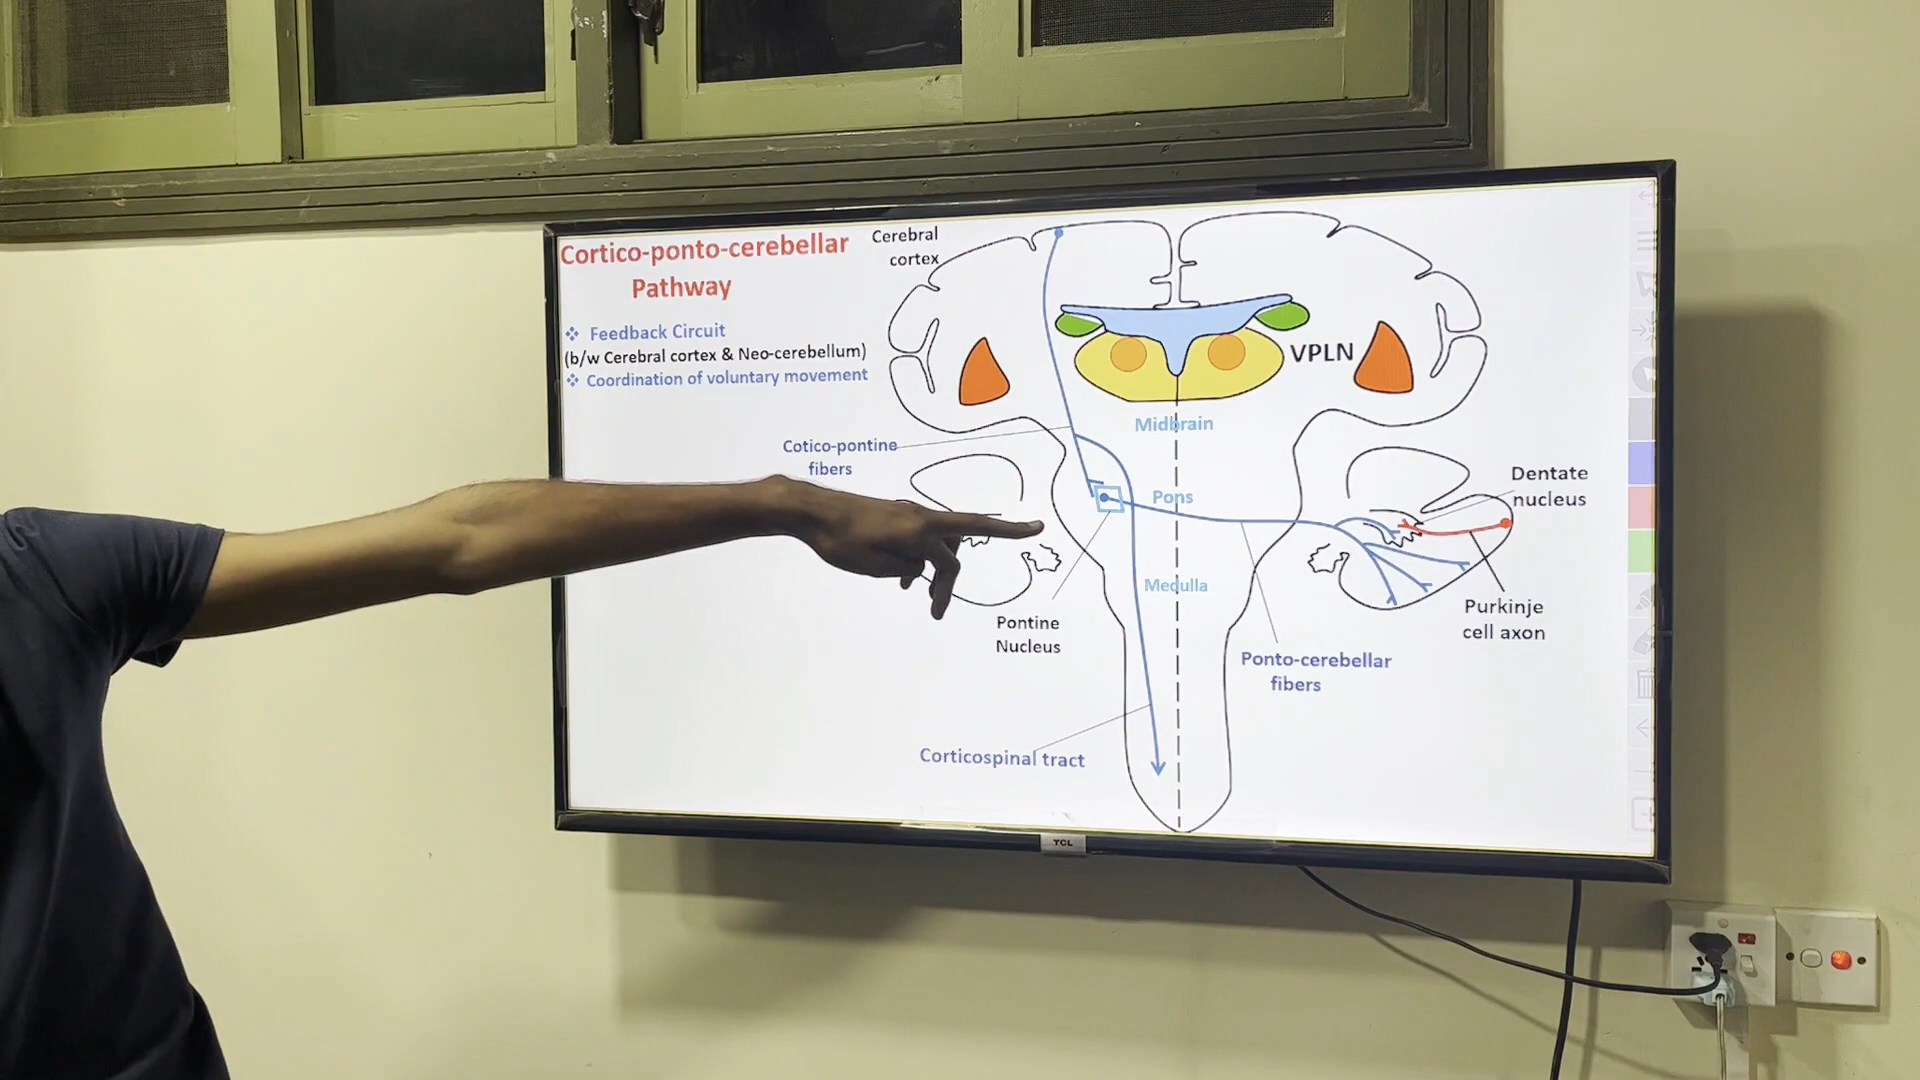 Cortico-ponto-cerebellar
Pathway
❖ Feedback Circuit
(b/w Cerebral cortex & Neo-cerebellum)
❖ Coordination of voluntary movement
Cerebral
cortex
VPLN
Midbrain
Cotico-pontine
fibers
Pons
Dentate
nucleus
Medulla
Pontine
Nucleus
Purkinje
cell axon
Ponto-cerebellar
fibers
Corticospinal tract
TCL